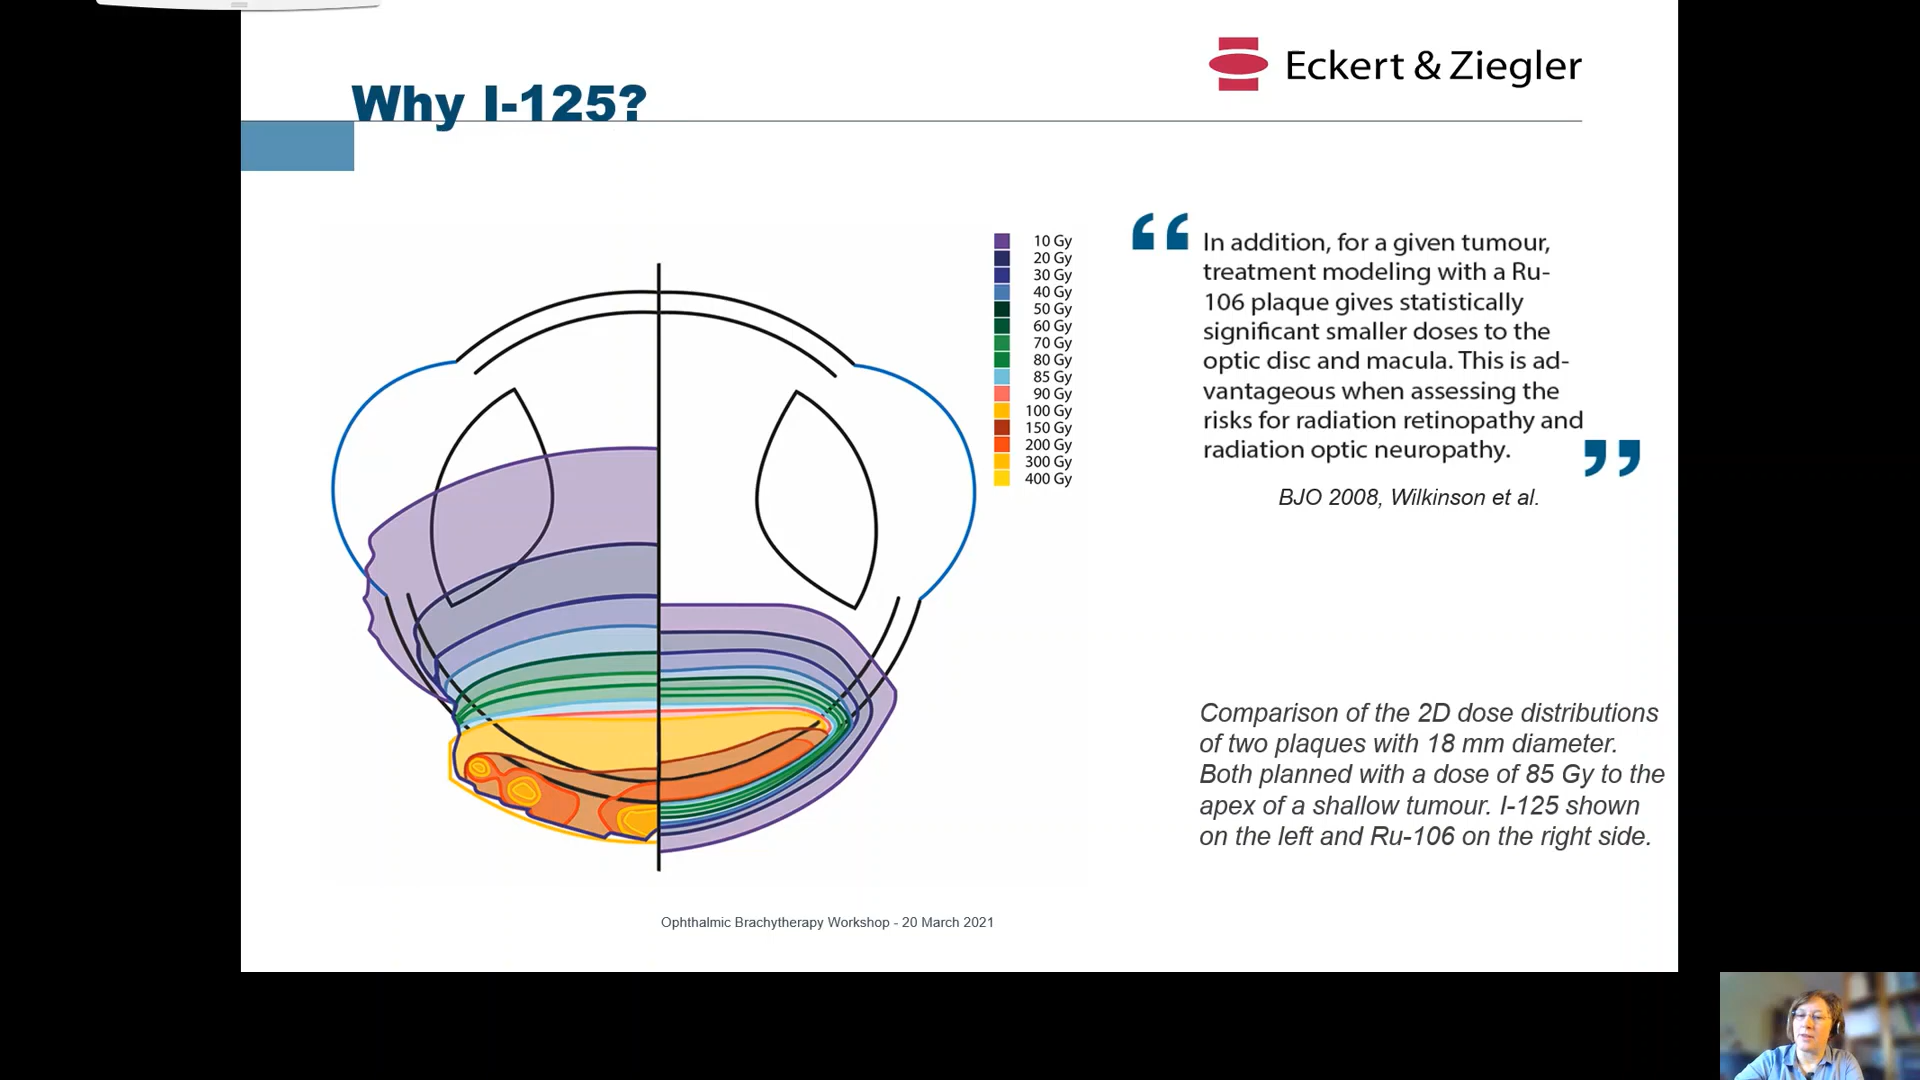 Eckert & Ziegler
Why I-125?
10 Gy
20 Gy
30 Gy
40 Gy
50 Gy
60 Gy
70 Gy
80 Gy
85 Gy
90 Gy
100 Gy
150 Gy
200 Gy
300 Gy
400 Gy
“ In addition, for a given tumour,
treatment modeling with a Ru-
106 plaque gives statistically
significant smaller doses to the
optic disc and macula. This is ad-
vantageous when assessing the
risks for radiation retinopathy and
radiation optic neuropathy. ”
BJO 2008, Wilkinson et al.
Comparison of the 2D dose distributions
of two plaques with 18 mm diameter.
Both planned with a dose of 85 Gy to the
apex of a shallow tumour. I-125 shown
on the left and Ru-106 on the right side.
Ophthalmic Brachytherapy Workshop - 20 March 2021